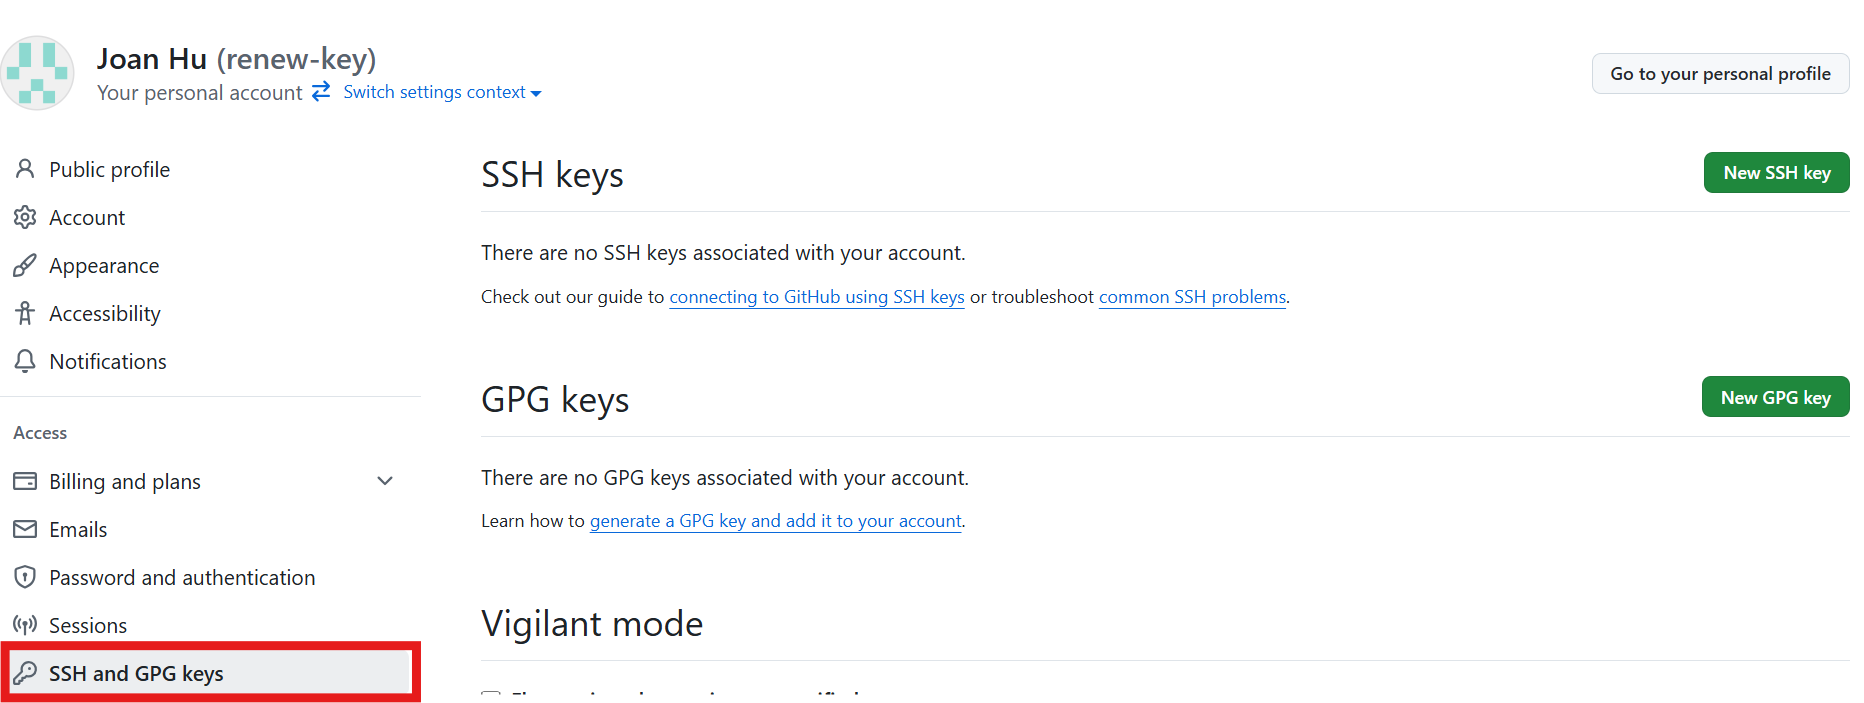 Joan Hu (renew-key)
Your personal account Switch settings context
Go to your personal profile
Public profile
Account
Appearance
Accessibility
Notifications
Access
Billing and plans
Emails
Password and authentication
Sessions
SSH and GPG keys
SSH keys
New SSH key
There are no SSH keys associated with your account.
Check out our guide to connecting to GitHub using SSH keys or troubleshoot common SSH problems.
GPG keys
New GPG key
There are no GPG keys associated with your account.
Learn how to generate a GPG key and add it to your account.
Vigilant mode